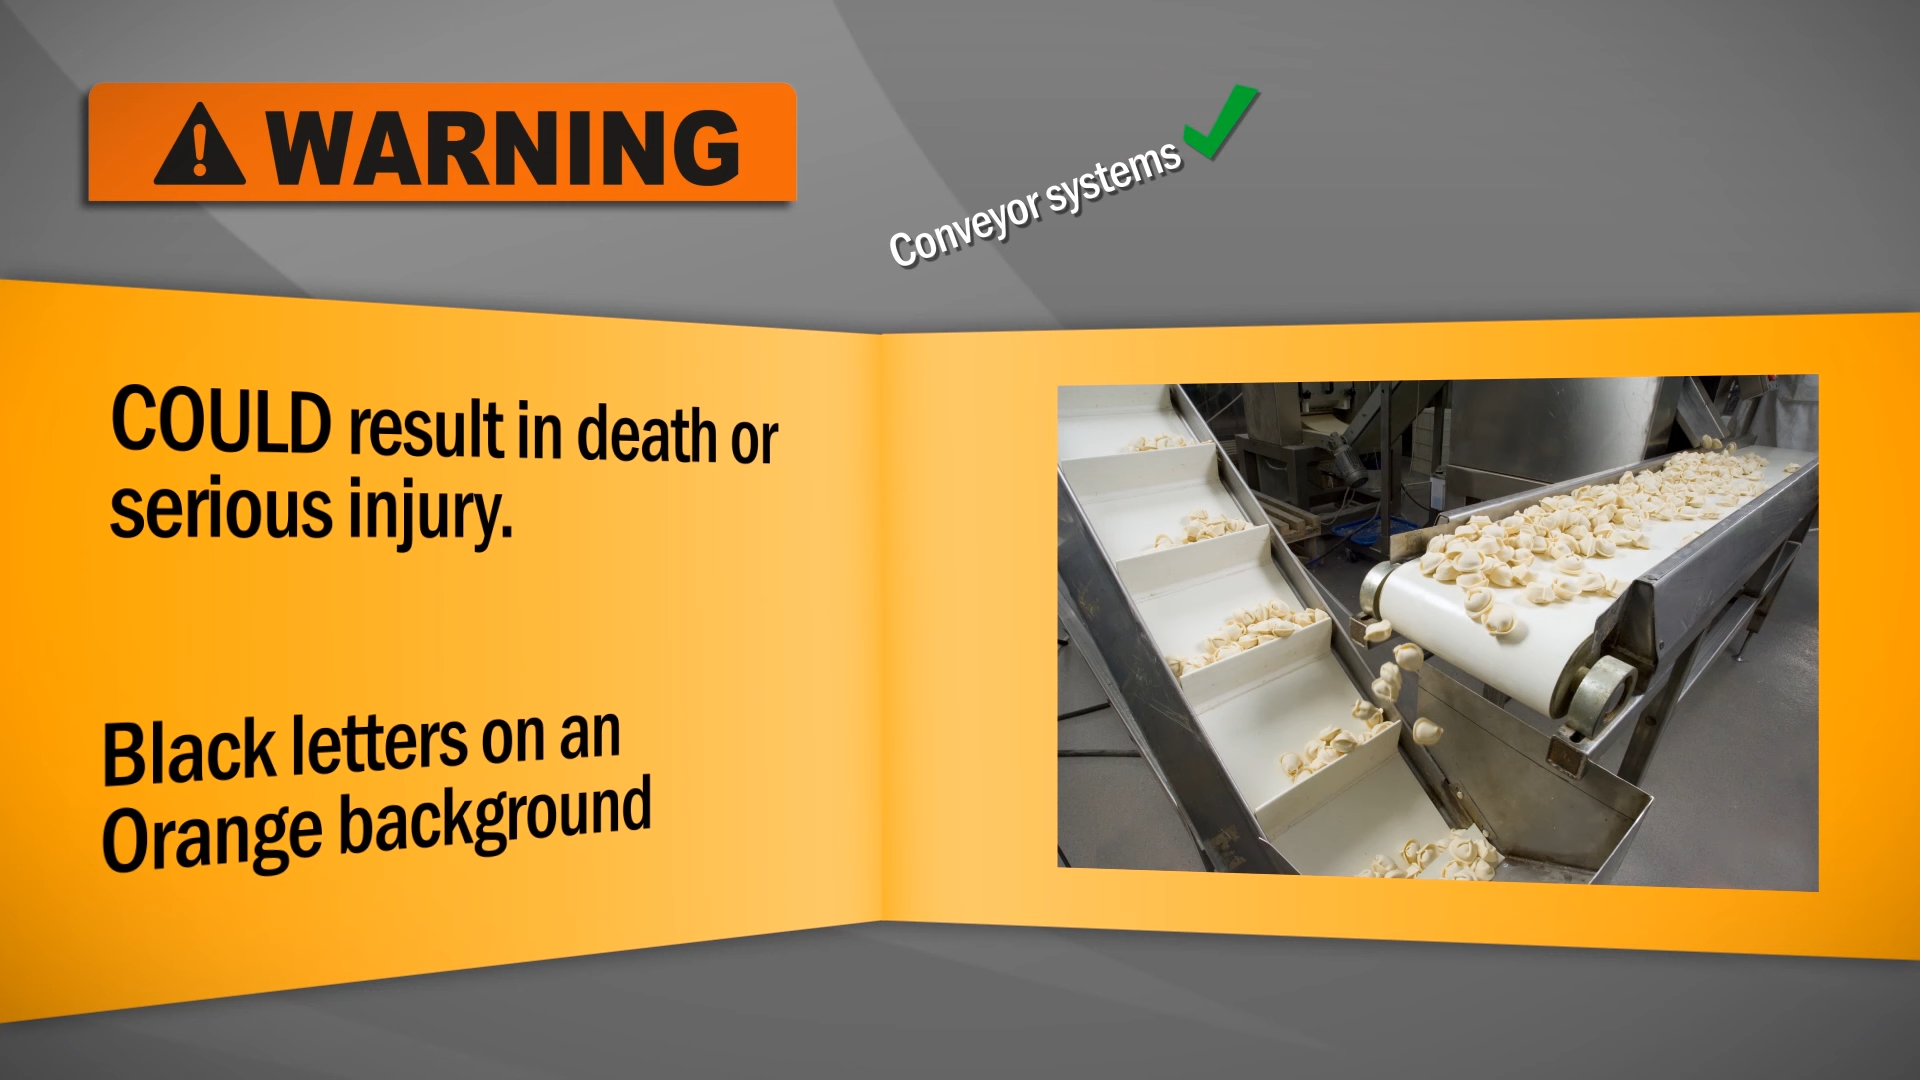 WARNING
Conveyor systems
COULD result in death or
serious injury.
Black letters on an
Orange background